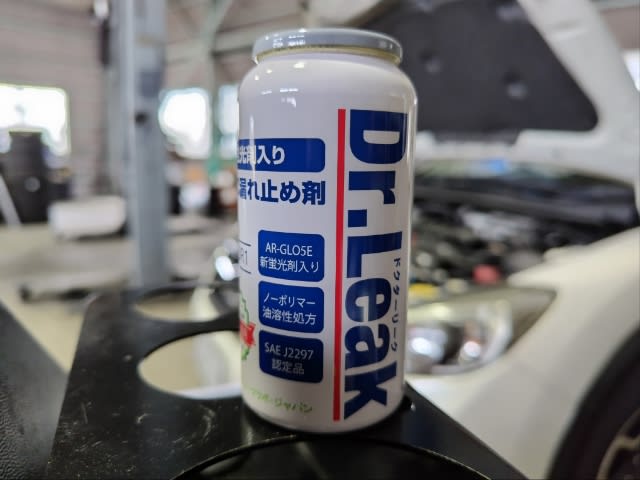 光剤入り
漏れ止め剤
AR-GLO5E
新蛍光剤入り
ノーポリマー
油溶性処方
SAE J2297
認定品
Dr.Leak
ドクターリーク
ジャパン